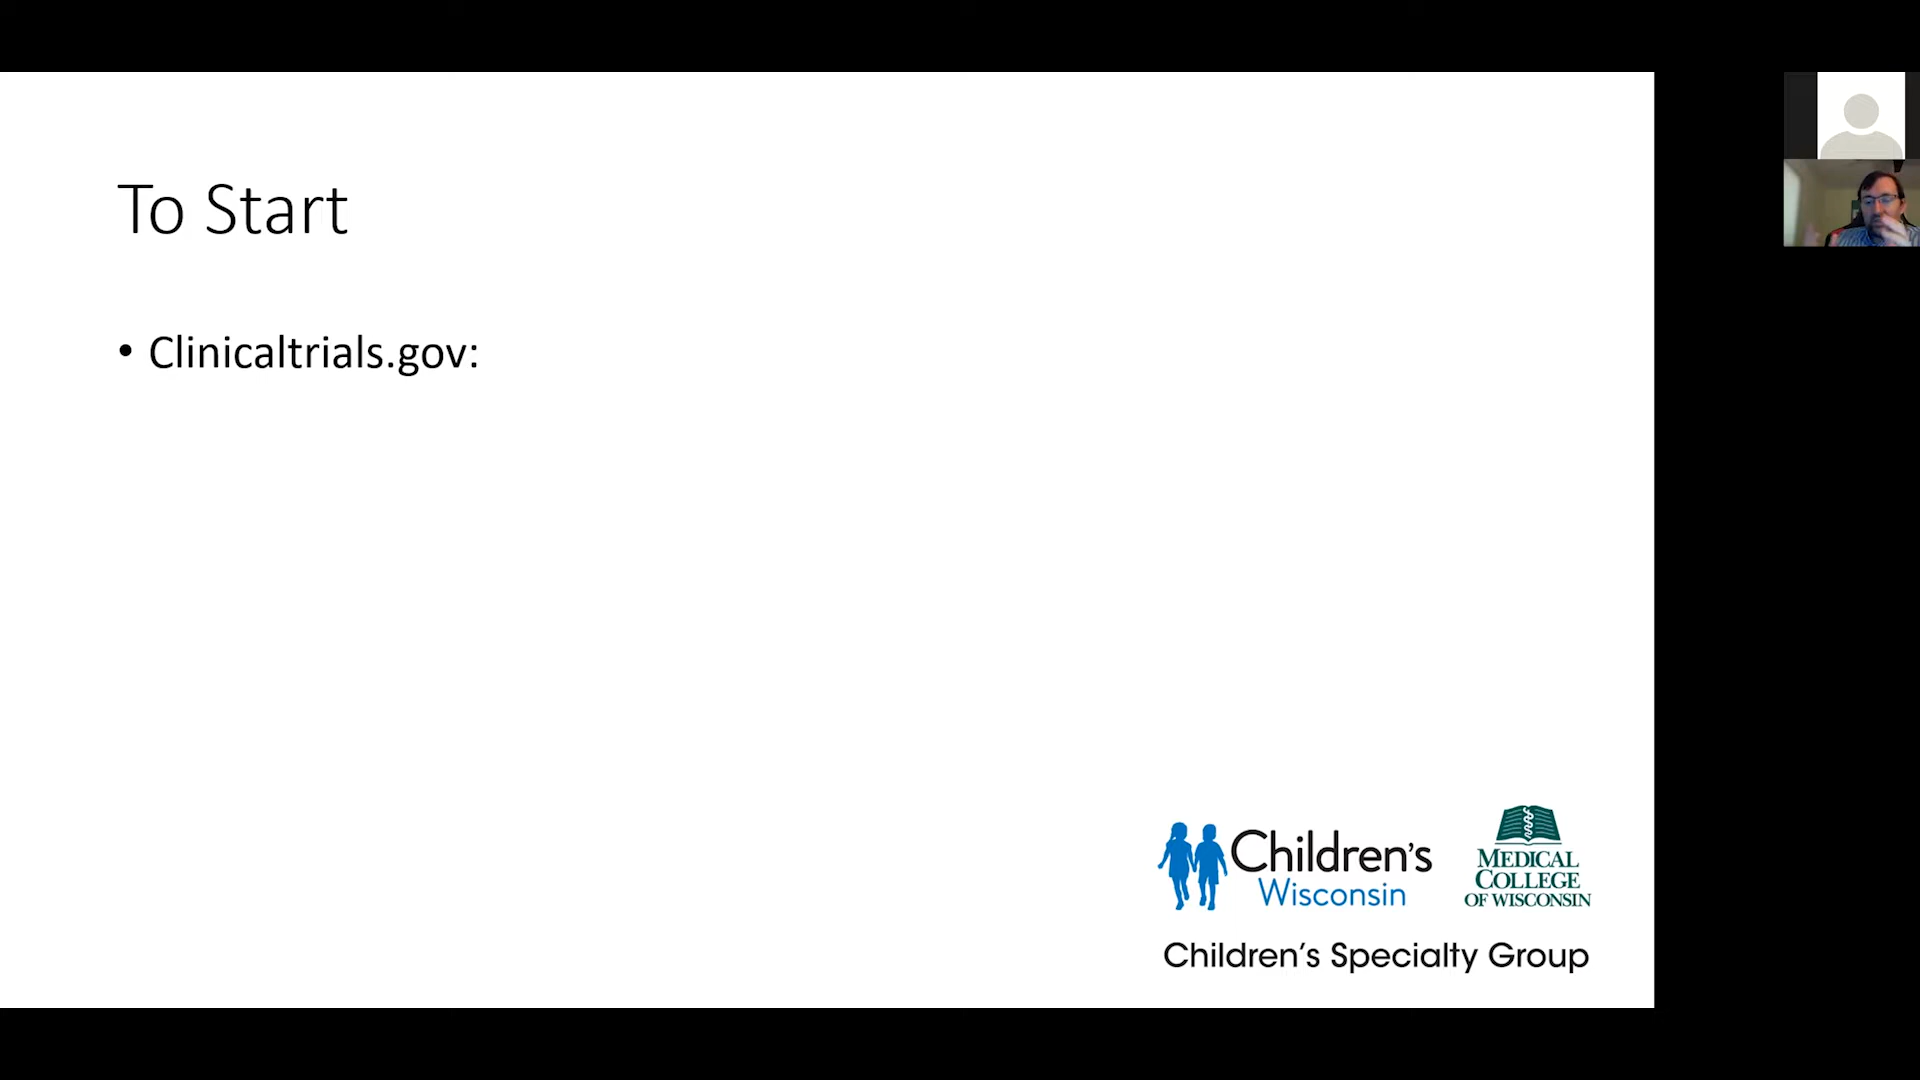 To Start
• Clinicaltrials.gov:
Children's
Wisconsin
MEDICAL
COLLEGE
OF WISCONSIN
Children's Specialty Group